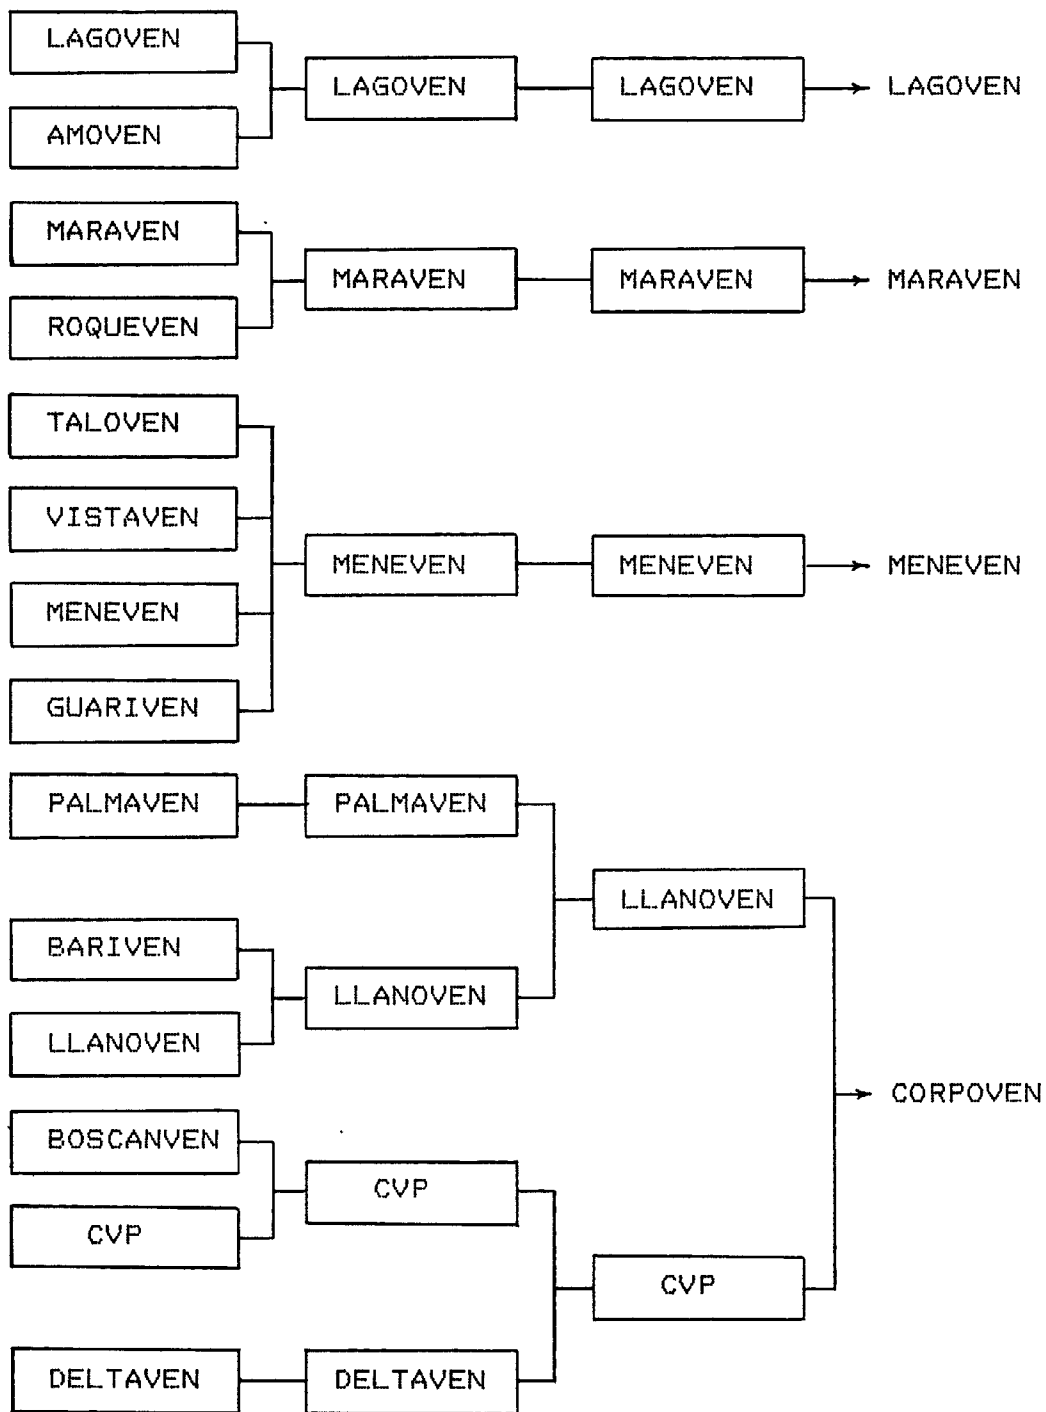 LAGOVEN
LAGOVEN LAGOVEN LAGOVEN
AMOVEN
MARAVEN
MARAVEN MARAVEN MARAVEN
ROQUEVEN
TALOVEN
VISTAVEN
MENEVEN MENEVEN MENEVEN
MENEVEN
GUARIVEN
PALMAVEN PALMAVEN
LLANOVEN
BARIVEN
LLANOVEN
LLANOVEN
CORPOVEN
BOSCANVEN
CVP
CVP
CVP
DELTAVEN DELTAVEN